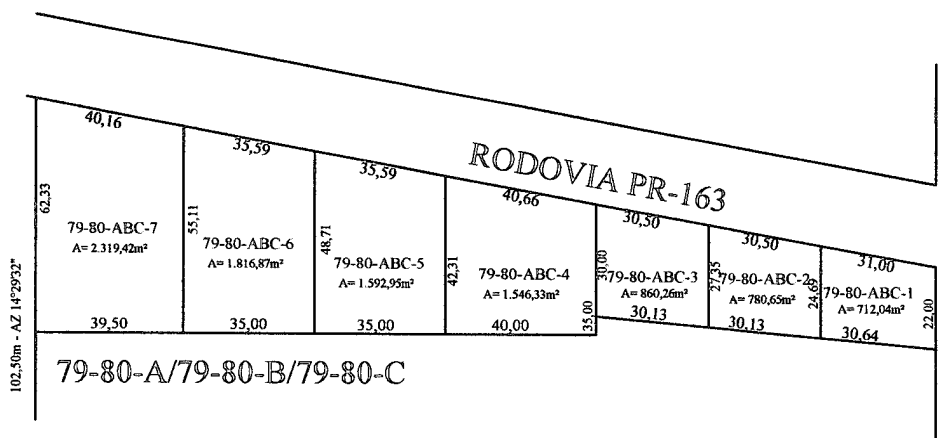 RODOVIA PR-163
40,16
35,59
35,59
40,66
30,50
30,50
31,00
62,33
79-80-ABC-7
A= 2.319,42m²
55,11
79-80-ABC-6
A= 1.816,87m²
48,71
79-80-ABC-5
A= 1.592,95m²
42,31
79-80-ABC-4
A= 1.546,33m²
35,00
30,00
79-80-ABC-3
A= 860,26m²
27,35
79-80-ABC-2
A= 780,65m²
24,69
79-80-ABC-1
A= 712,04m²
22,00
39,50
35,00
35,00
40,00
30,13
30,13
30,64
102,50m - AZ 14°29'32"
79-80-A/79-80-B/79-80-C